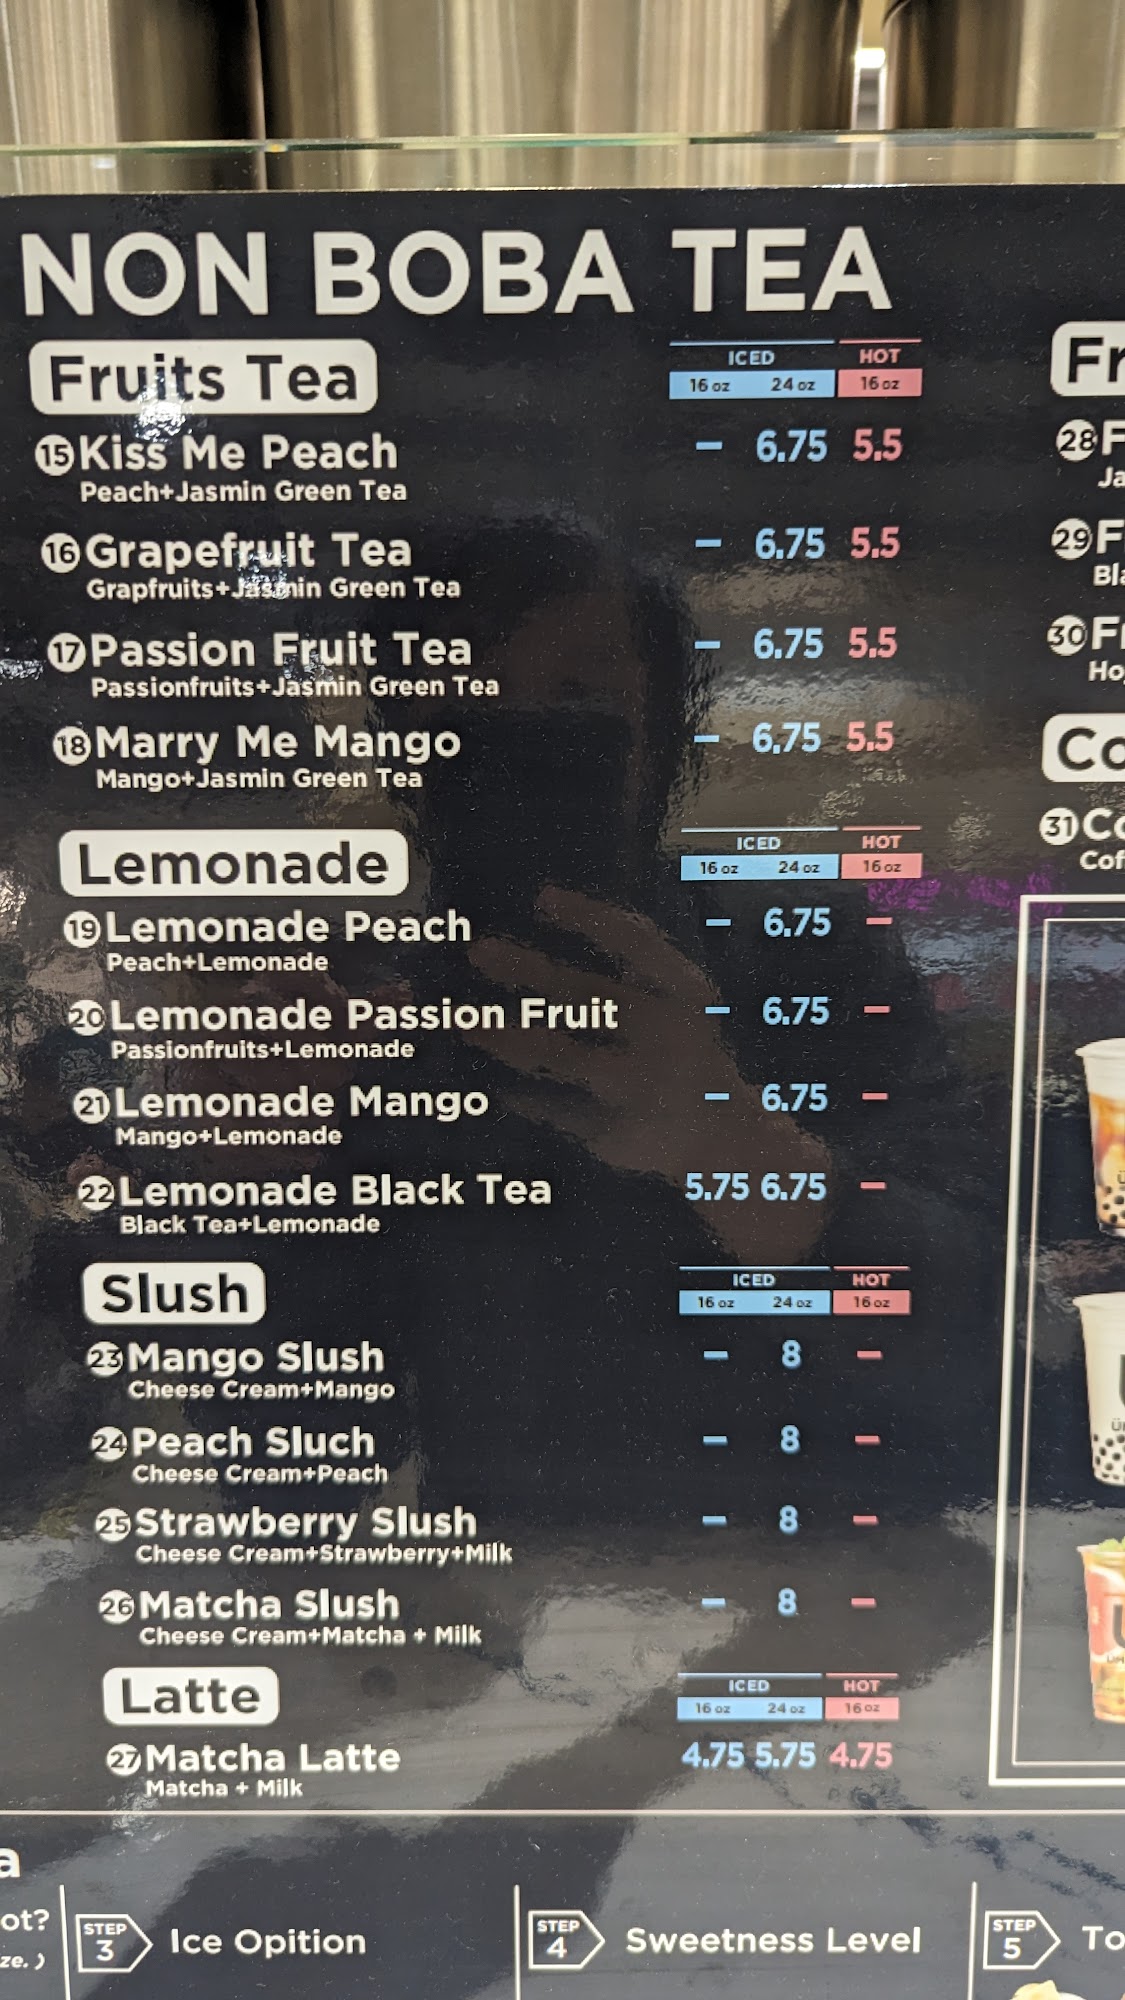 NON BOBA TEA
Fruits Tea
ICED HOT
16 oz 24 oz 16 oz
15 Kiss Me Peach - 6.75 5.5
Peach+Jasmin Green Tea
16 Grapefruit Tea - 6.75 5.5
Grapfruits+Jasmin Green Tea
17 Passion Fruit Tea - 6.75 5.5
Passionfruits+Jasmin Green Tea
18 Marry Me Mango - 6.75 5.5
Mango+Jasmin Green Tea
Lemonade
ICED HOT
16 oz 24 oz 16 oz
19 Lemonade Peach - 6.75 -
Peach+Lemonade
20 Lemonade Passion Fruit - 6.75 -
Passionfruits+Lemonade
21 Lemonade Mango - 6.75 -
Mango+Lemonade
22 Lemonade Black Tea 5.75 6.75 -
Black Tea+Lemonade
Slush
ICED HOT
16 oz 24 oz 16 oz
23 Mango Slush - 8 -
Cheese Cream+Mango
24 Peach Sluch - 8 -
Cheese Cream+Peach
25 Strawberry Slush - 8 -
Cheese Cream+Strawberry+Milk
26 Matcha Slush - 8 -
Cheese Cream+Matcha + Milk
Latte
ICED HOT
16 oz 24 oz 16 oz
27 Matcha Latte 4.75 5.75 4.75
Matcha + Milk
28
29
30
31
STEP 3 Ice Opition
STEP 4 Sweetness Level
STEP 5